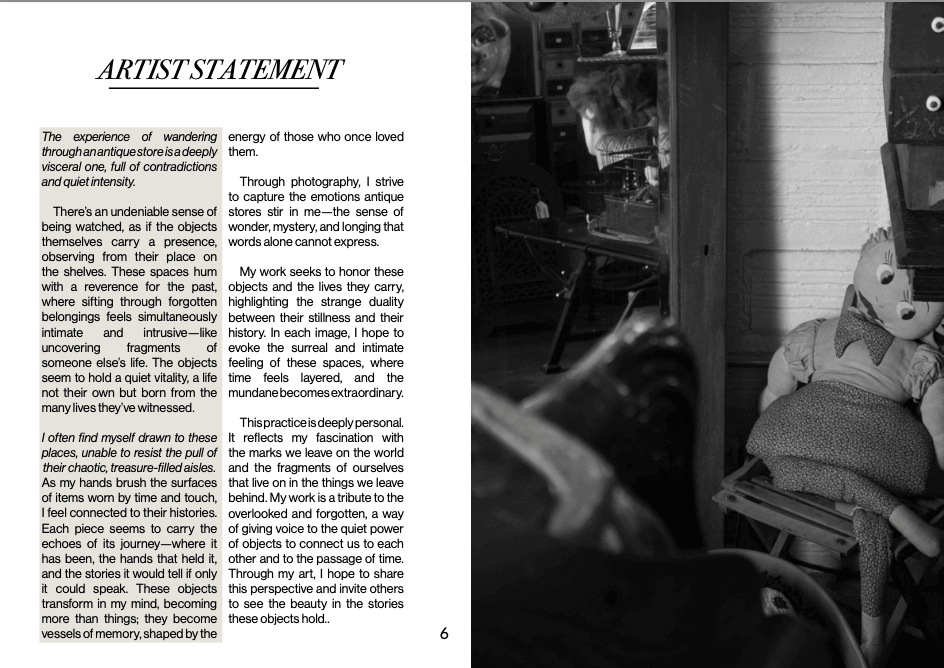 ARTIST STATEMENT
The experience of wandering
through an antique store is a deeply
visceral one, full of contradictions
and quiet intensity.
There's an undeniable sense of
being watched, as if the objects
themselves carry a presence,
observing from their place on
the shelves. These spaces hum
with a reverence for the past,
where sifting through forgotten
belongings feels simultaneously
intimate and intrusive—like
uncovering fragments of
someone else's life. The objects
seem to hold a quiet vitality, a life
not their own but born from the
many lives they've witnessed.
I often find myself drawn to these
places, unable to resist the pull of
their chaotic, treasure-filled aisles.
As my hands brush the surfaces
of items worn by time and touch,
I feel connected to their histories.
Each piece seems to carry the
echoes of its journey—where it
has been, the hands that held it,
and the stories it would tell if only
it could speak. These objects
transform in my mind, becoming
more than things; they become
vessels of memory, shaped by the
energy of those who once loved
them.
Through photography, I strive
to capture the emotions antique
stores stir in me—the sense of
wonder, mystery, and longing that
words alone cannot express.
My work seeks to honor these
objects and the lives they carry,
highlighting the strange duality
between their stillness and their
history. In each image, I hope to
evoke the surreal and intimate
feeling of these spaces, where
time feels layered, and the
mundane becomes extraordinary.
This practice is deeply personal.
It reflects my fascination with
the marks we leave on the world
and the fragments of ourselves
that live on in the things we leave
behind. My work is a tribute to the
overlooked and forgotten, a way
of giving voice to the quiet power
of objects to connect us to each
other and to the passage of time.
Through my art, I hope to share
this perspective and invite others
to see the beauty in the stories
these objects hold..
6